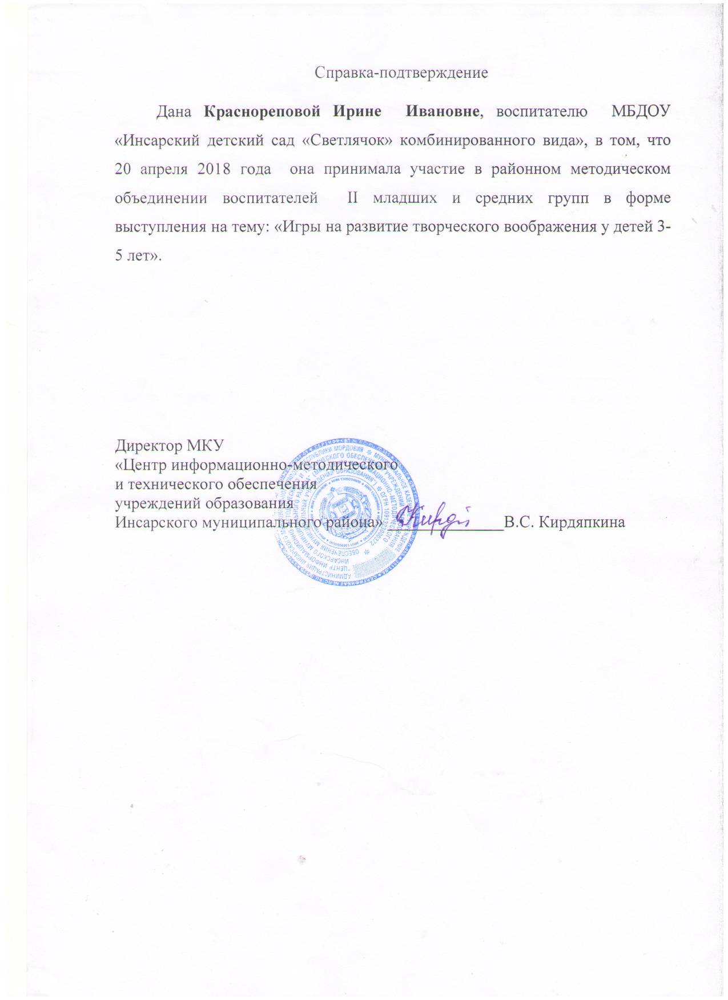 Справка-подтверждение
Дана Краснореповой Ирине Ивановне, воспитателю МБДОУ
«Инсарский детский сад «Светлячок» комбинированного вида», в том, что
20 апреля 2018 года она принимала участие в районном методическом
объединении воспитателей II младших и средних групп в форме
выступления на тему: «Игры на развитие творческого воображения у детей 3-
5 лет».
Директор МКУ
«Центр информационно-методического
и технического обеспечения
учреждений образования
Инсарского муниципального района» В.С. Кирдяпкина